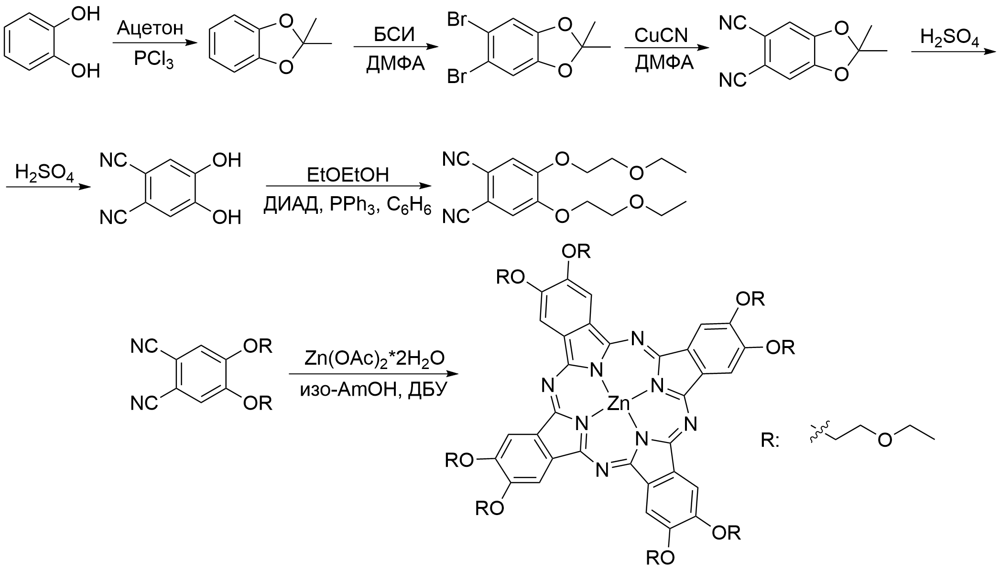 OH
OH
Ацетон
PCl3
O
O
БСИ
ДМФА
Br
Br
O
O
CuCN
ДМФА
NC
NC
O
O
H2SO4
H2SO4
NC
NC
OH
OH
EtOEtOH
ДИАД, PPh3, C6H6
NC
NC
O
O
O
O
NC
NC
OR
OR
Zn(OAc)2*2H2O
изо-AmOH, ДБУ
OR
RO
OR
OR
N
N
N
N
Zn
N
N
N
N
RO
RO
OR
RO
R:
O